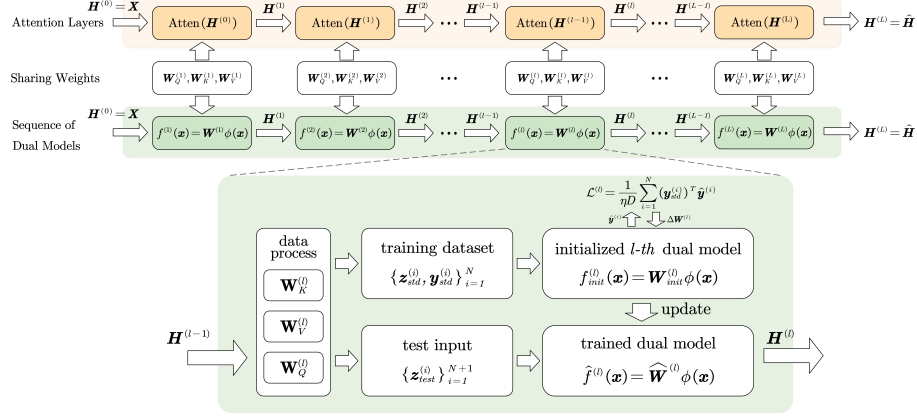 Attention Layers
H^(0) = X
Atten(H^(0))
H^(1)
Atten(H^(1))
H^(2)
...
H^(l−1)
Atten(H^(l−1))
H^(l)
...
H^(L−1)
Atten(H^(L))
H^(L) = Ĥ
Sharing Weights
W_Q^(1), W_K^(1), W_V^(1)
W_Q^(2), W_K^(2), W_V^(2)
...
W_Q^(l), W_K^(l), W_V^(l)
...
W_Q^(L), W_K^(L), W_V^(L)
Sequence of
Dual Models
H^(0) = X
f^(1)(x) = W^(1)ϕ(x)
H^(1)
f^(2)(x) = W^(2)ϕ(x)
H^(2)
...
H^(l−1)
f^(l)(x) = W^(l)ϕ(x)
H^(l)
...
H^(L−1)
f^(L)(x) = W^(L)ϕ(x)
H^(L) = Ĥ
L^(l) = 1/(ηD) ∑_{i=1}^{N} (y_std^(i))^T ŷ^(i)
ŷ^(i)
ΔW^(l)
H^(l−1)
data
process
W_K^(l)
W_V^(l)
W_Q^(l)
training dataset
{z_std^(i), y_std^(i)}_{i=1}^{N}
initialized l-th dual model
f_init^(l)(x) = W_init^(l)ϕ(x)
update
test input
{z_test^(i)}_{i=1}^{N+1}
trained dual model
f̂^(l)(x) = Ŵ^(l)ϕ(x)
H^(l)